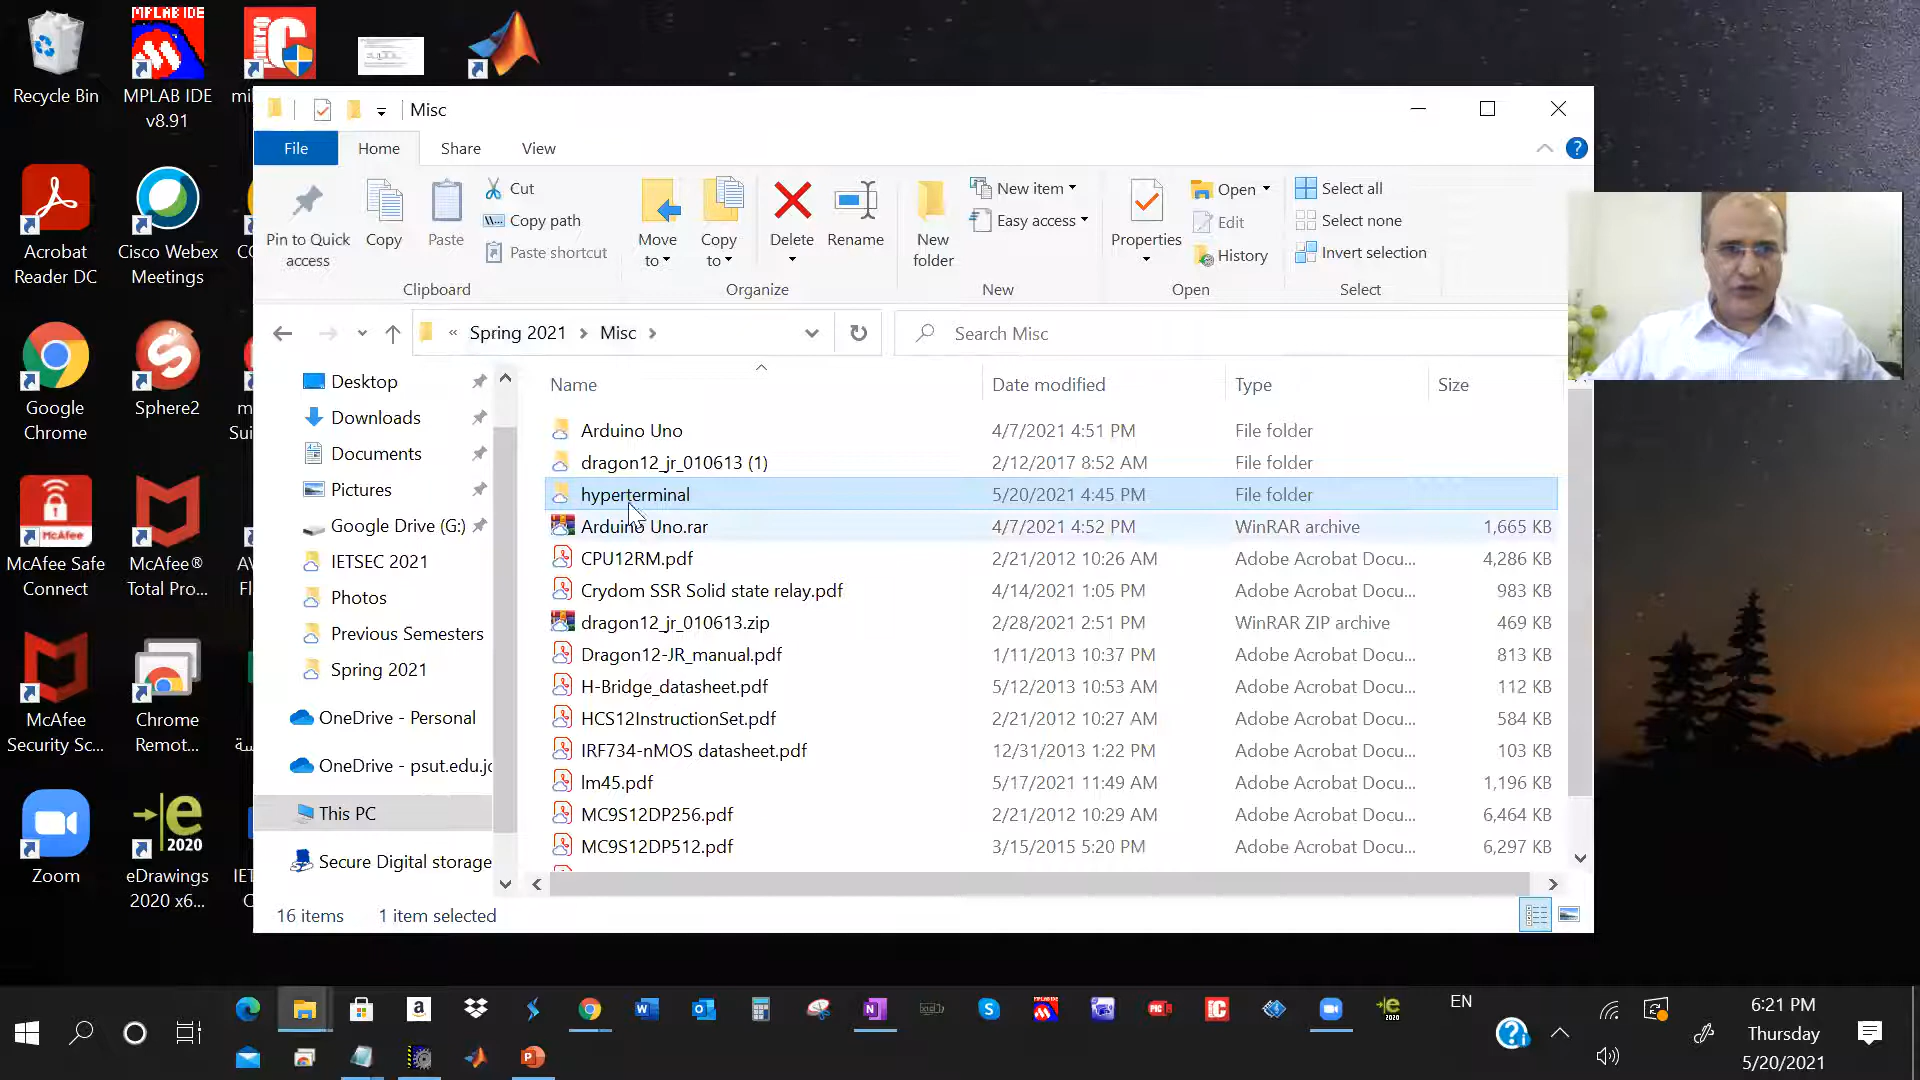 Recycle Bin
MPLAB IDE
v8.91
Acrobat
Reader DC
Cisco Webex
Meetings
Google
Chrome
Sphere2
McAfee Safe
Connect
McAfee®
Total Pro...
McAfee
Security Sc...
Chrome
Remot...
Zoom
eDrawings
2020 x6...
Misc
File
Home
Share
View
Pin to Quick
access
Copy
Paste
Cut
Copy path
Paste shortcut
Clipboard
Move
to
Copy
to
Delete
Rename
Organize
New
folder
New item
Easy access
New
Properties
Open
Edit
History
Open
Select all
Select none
Invert selection
Select
« Spring 2021 > Misc >
Search Misc
Desktop
Downloads
Documents
Pictures
Google Drive (G:)
IETSEC 2021
Photos
Previous Semesters
Spring 2021
OneDrive - Personal
OneDrive - psut.edu.jo
This PC
Secure Digital storage
Name Date modified Type Size
Arduino Uno 4/7/2021 4:51 PM File folder
dragon12_jr_010613 (1) 2/12/2017 8:52 AM File folder
hyperterminal 5/20/2021 4:45 PM File folder
Arduino Uno.rar 4/7/2021 4:52 PM WinRAR archive 1,665 KB
CPU12RM.pdf 2/21/2012 10:26 AM Adobe Acrobat Docu... 4,286 KB
Crydom SSR Solid state relay.pdf 4/14/2021 1:05 PM Adobe Acrobat Docu... 983 KB
dragon12_jr_010613.zip 2/28/2021 2:51 PM WinRAR ZIP archive 469 KB
Dragon12-JR_manual.pdf 1/11/2013 10:37 PM Adobe Acrobat Docu... 813 KB
H-Bridge_datasheet.pdf 5/12/2013 10:53 AM Adobe Acrobat Docu... 112 KB
HCS12InstructionSet.pdf 2/21/2012 10:27 AM Adobe Acrobat Docu... 584 KB
IRF734-nMOS datasheet.pdf 12/31/2013 1:22 PM Adobe Acrobat Docu... 103 KB
lm45.pdf 5/17/2021 11:49 AM Adobe Acrobat Docu... 1,196 KB
MC9S12DP256.pdf 2/21/2012 10:29 AM Adobe Acrobat Docu... 6,464 KB
MC9S12DP512.pdf 3/15/2015 5:20 PM Adobe Acrobat Docu... 6,297 KB
16 items 1 item selected
EN
6:21 PM
Thursday
5/20/2021